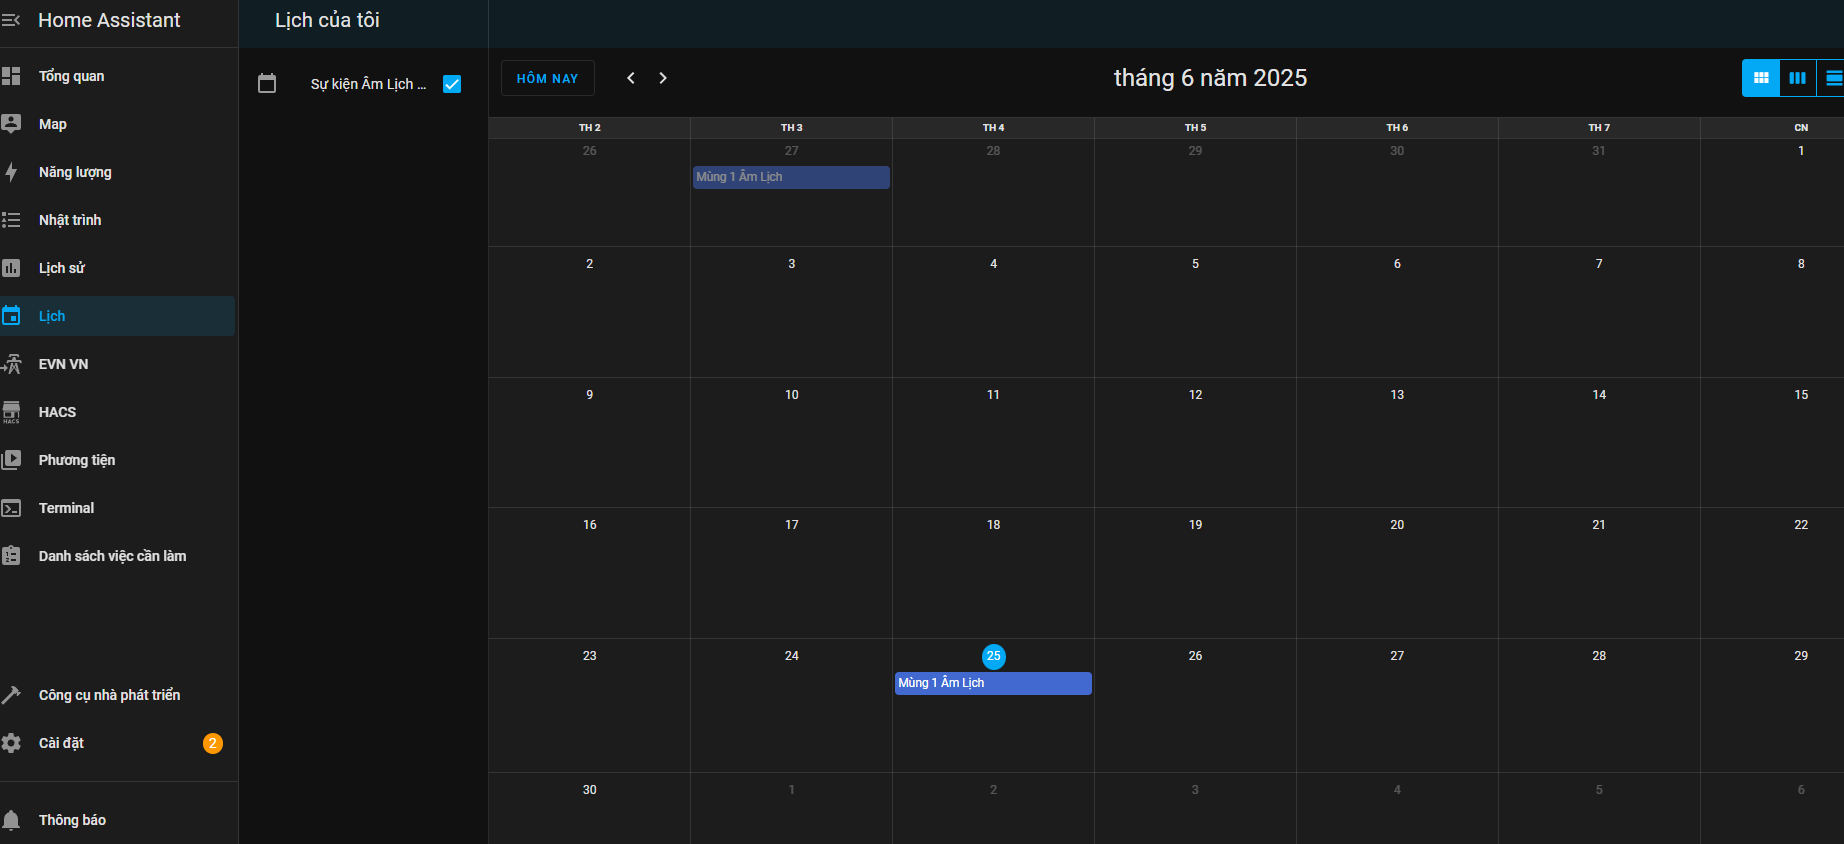 Home Assistant
Tổng quan
Map
Năng lượng
Nhật trình
Lịch sử
Lịch
EVN VN
HACS
HACS
Phương tiện
Terminal
Danh sách việc cần làm
Công cụ nhà phát triển
Cài đặt 2
Thông báo
Lịch của tôi
Sự kiện Âm Lịch ...
HÔM NAY
tháng 6 năm 2025
TH 2 TH 3 TH 4 TH 5 TH 6 TH 7 CN
26 27 28 29 30 31 1
Mùng 1 Âm Lịch
2 3 4 5 6 7 8
9 10 11 12 13 14 15
16 17 18 19 20 21 22
23 24 25 26 27 28 29
Mùng 1 Âm Lịch
30 1 2 3 4 5 6